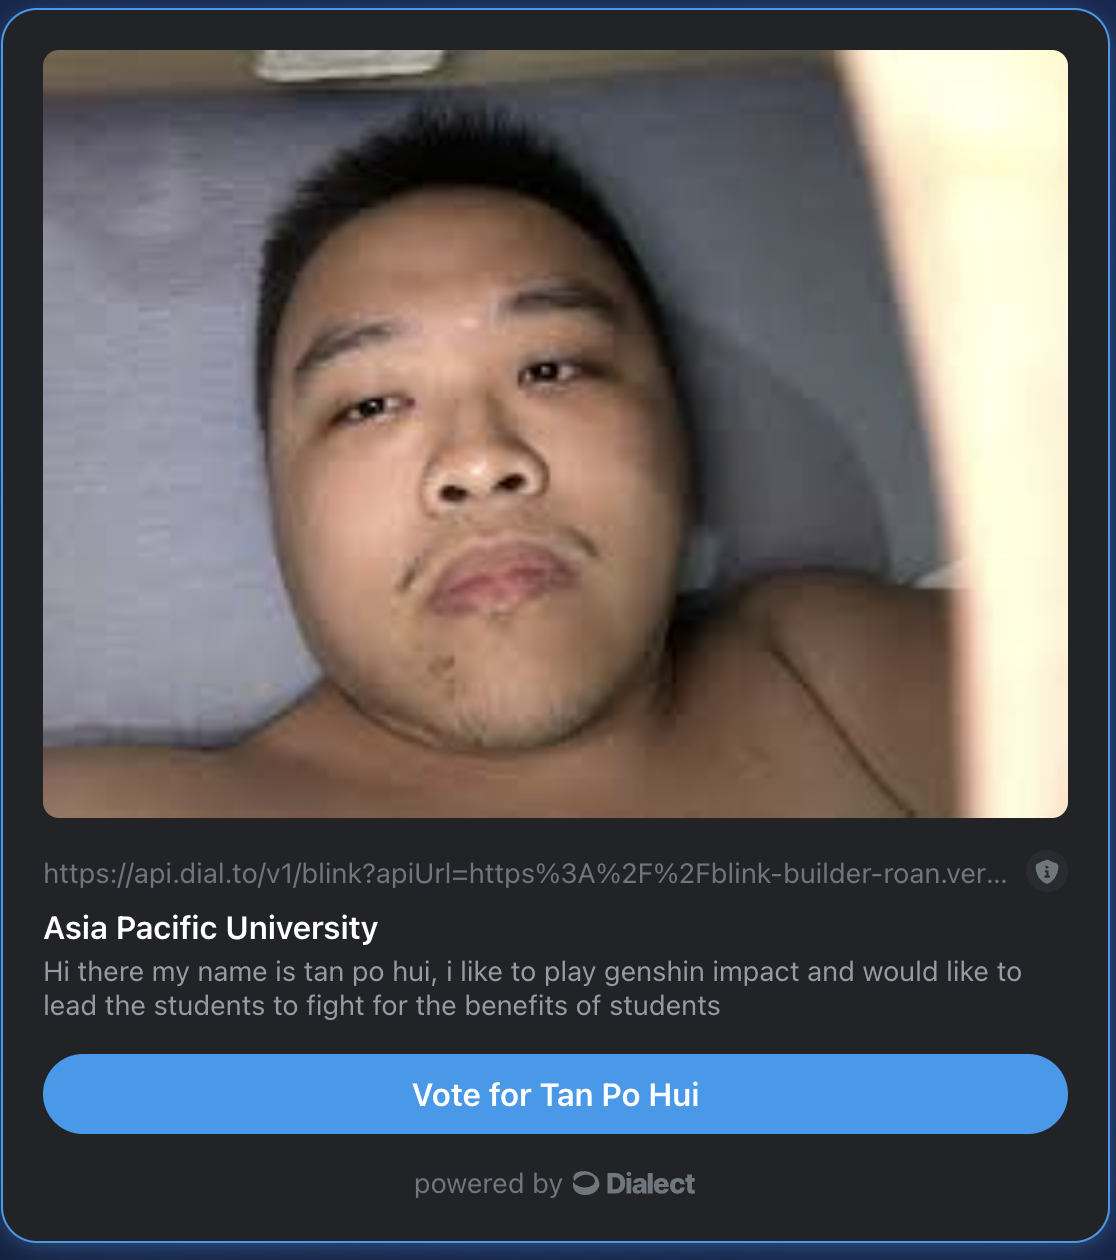 https://api.dial.to/v1/blink?apiUrl=https%3A%2F%2Fblink-builder-roan.ver...
Asia Pacific University
Hi there my name is tan po hui, i like to play genshin impact and would like to
lead the students to fight for the benefits of students
Vote for Tan Po Hui
powered by Dialect